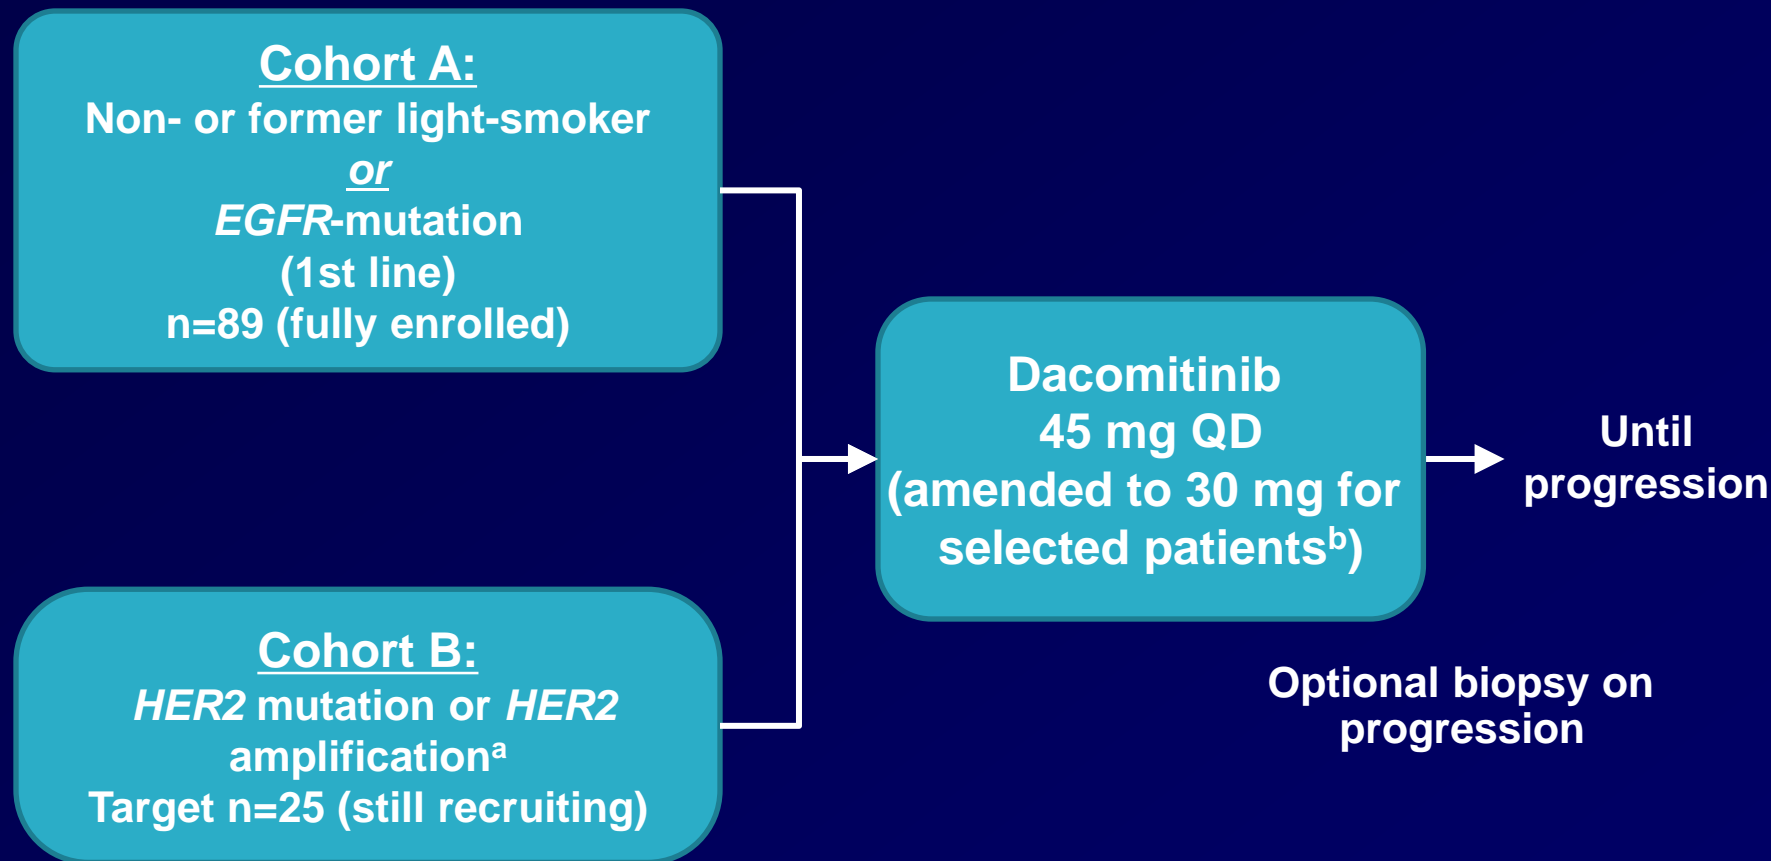 Cohort A:
Non- or former light-smoker
or
EGFR-mutation
(1st line)
n=89 (fully enrolled)
Cohort B:
HER2 mutation or HER2
amplificationᵃ
Target n=25 (still recruiting)
Dacomitinib
45 mg QD
(amended to 30 mg for
selected patientsᵇ)
Until
progression
Optional biopsy on
progression